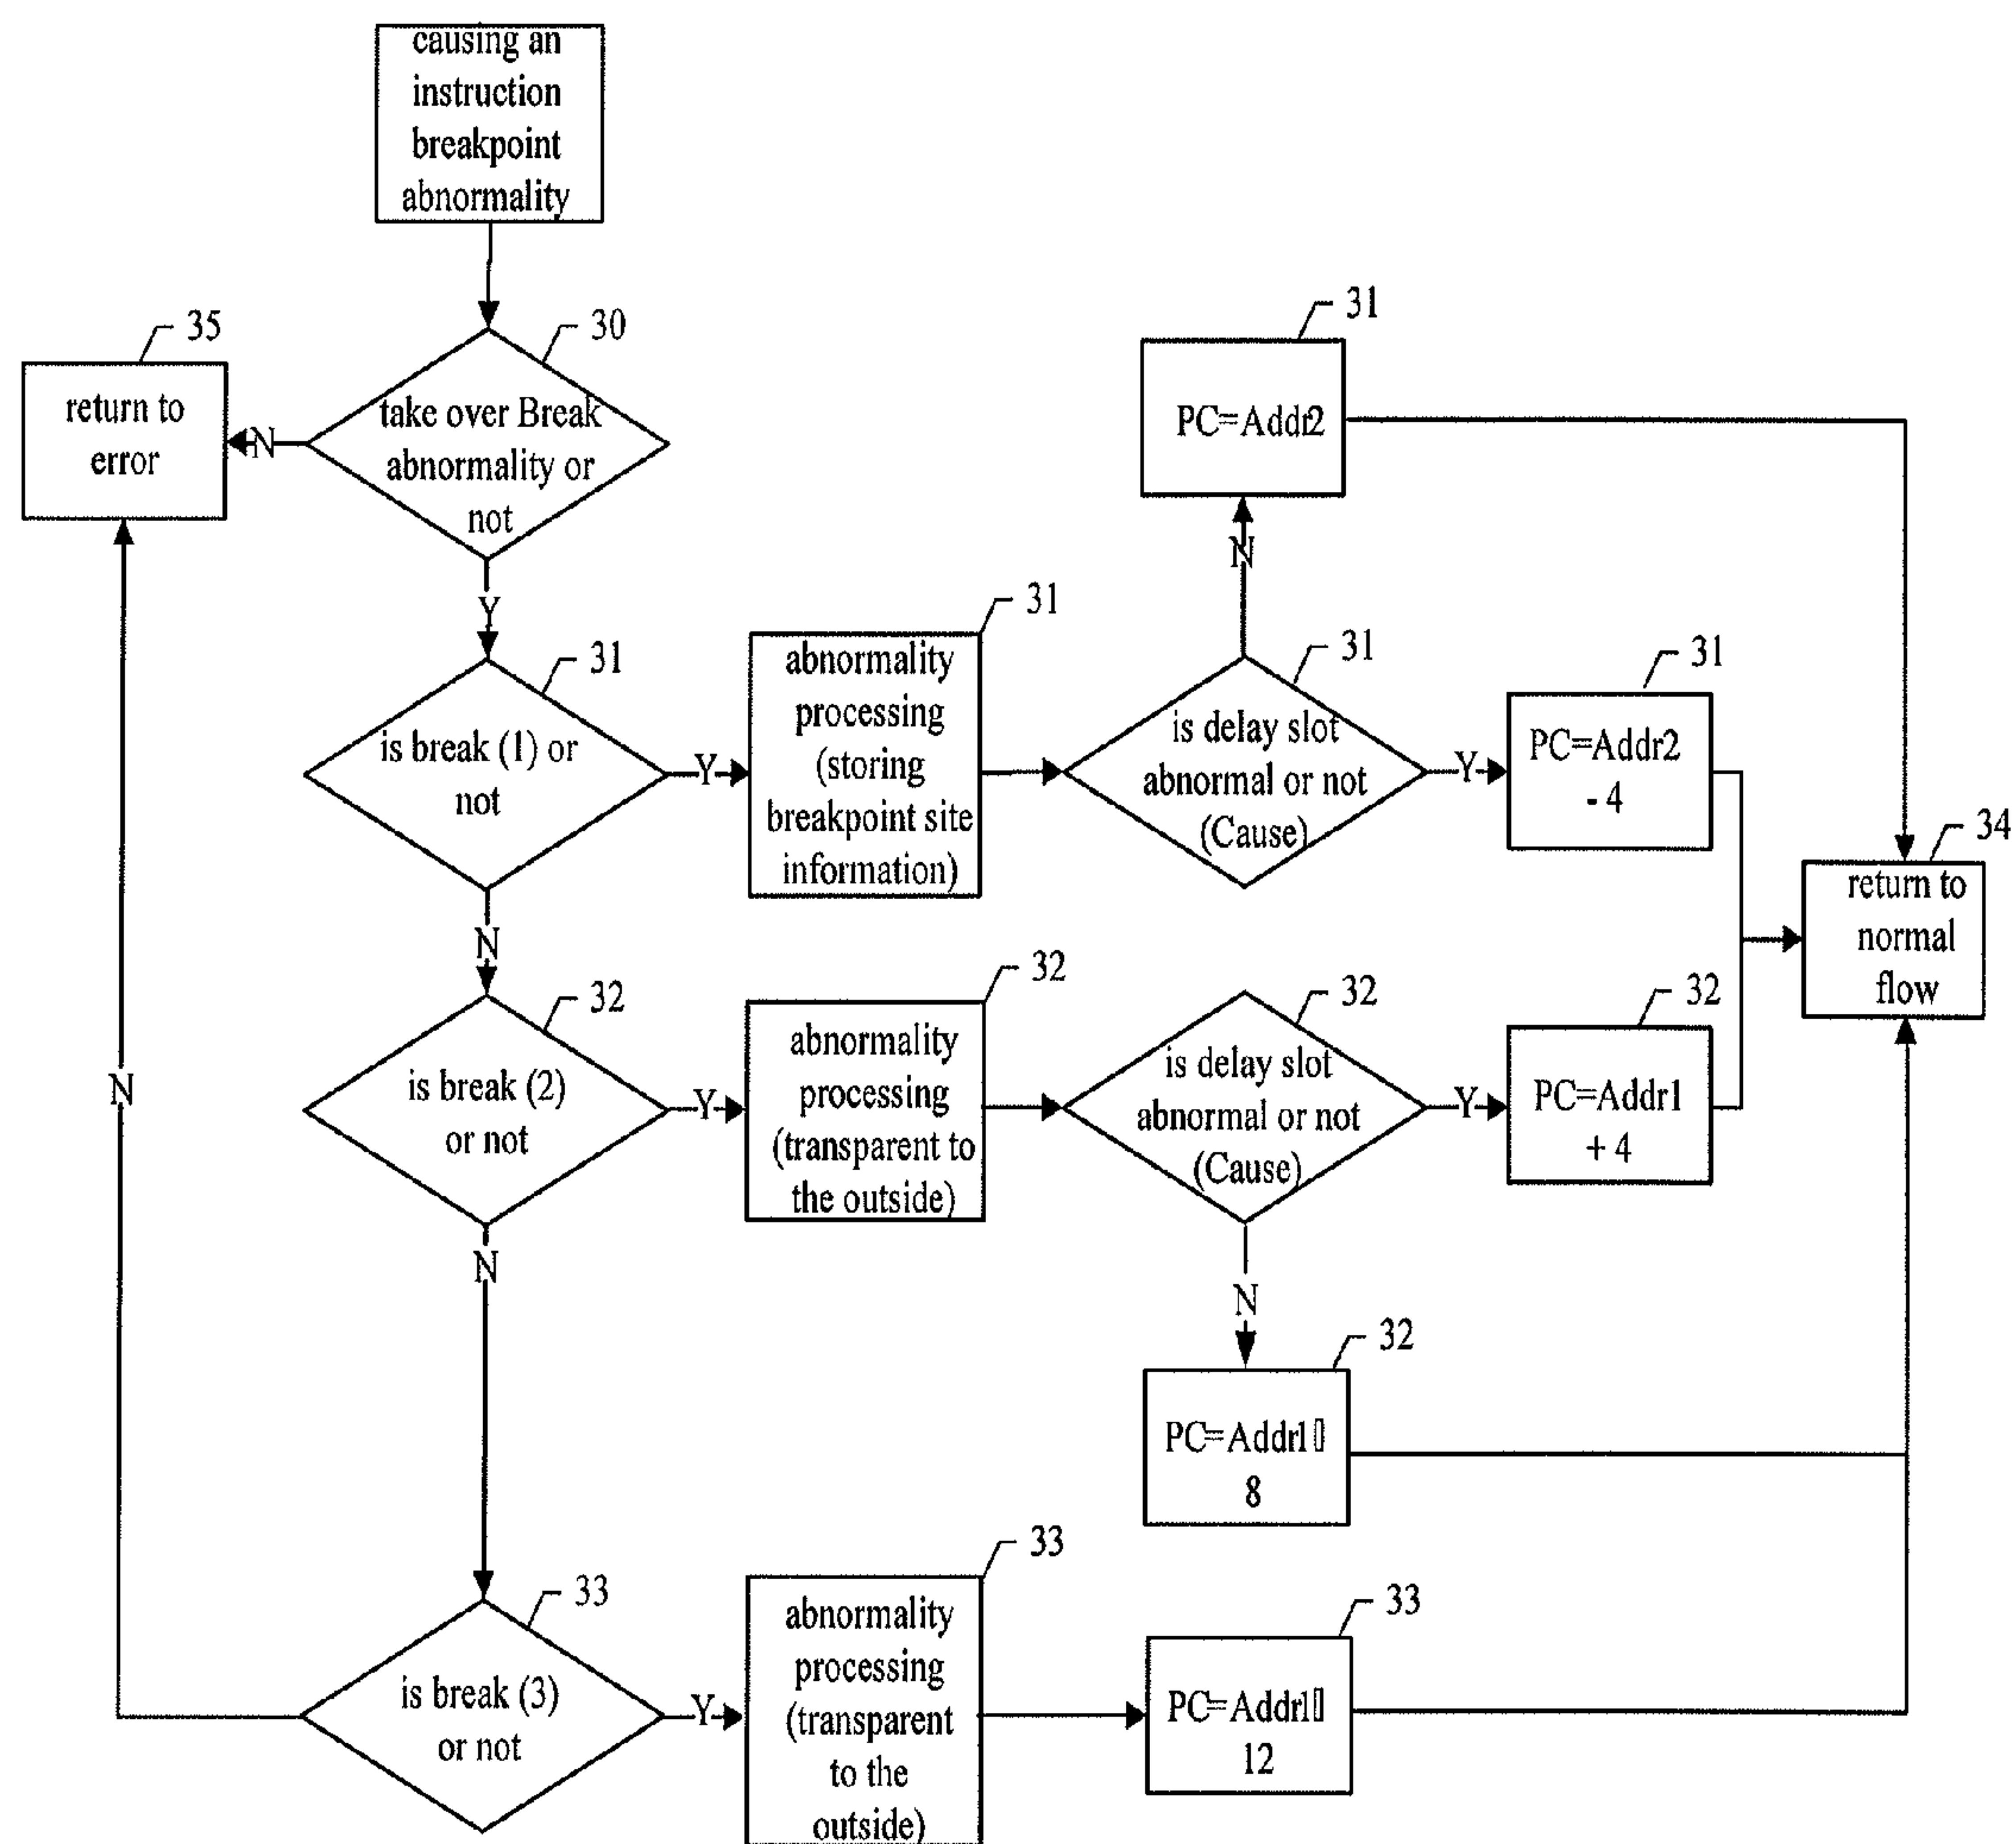 causing an
instruction
breakpoint
abnormality
35
return to
error
30
take over Break
abnormality or
not
N
Y
31
PC=Addr2
N
31
is break (1) or
not
Y
31
abnormality
processing
(storing
breakpoint site
information)
31
is delay slot
abnormal or not
(Cause)
Y
31
PC=Addr2
- 4
34
return to
normal
flow
N
32
is break (2)
or not
Y
32
abnormality
processing
(transparent to
the outside)
32
is delay slot
abnormal or not
(Cause)
Y
32
PC=Addr1
+ 4
N
N
N
32
PC=Addr1▯
8
33
is break (3)
or not
Y
33
abnormality
processing
(transparent
to the
outside)
33
PC=Addr1▯
12